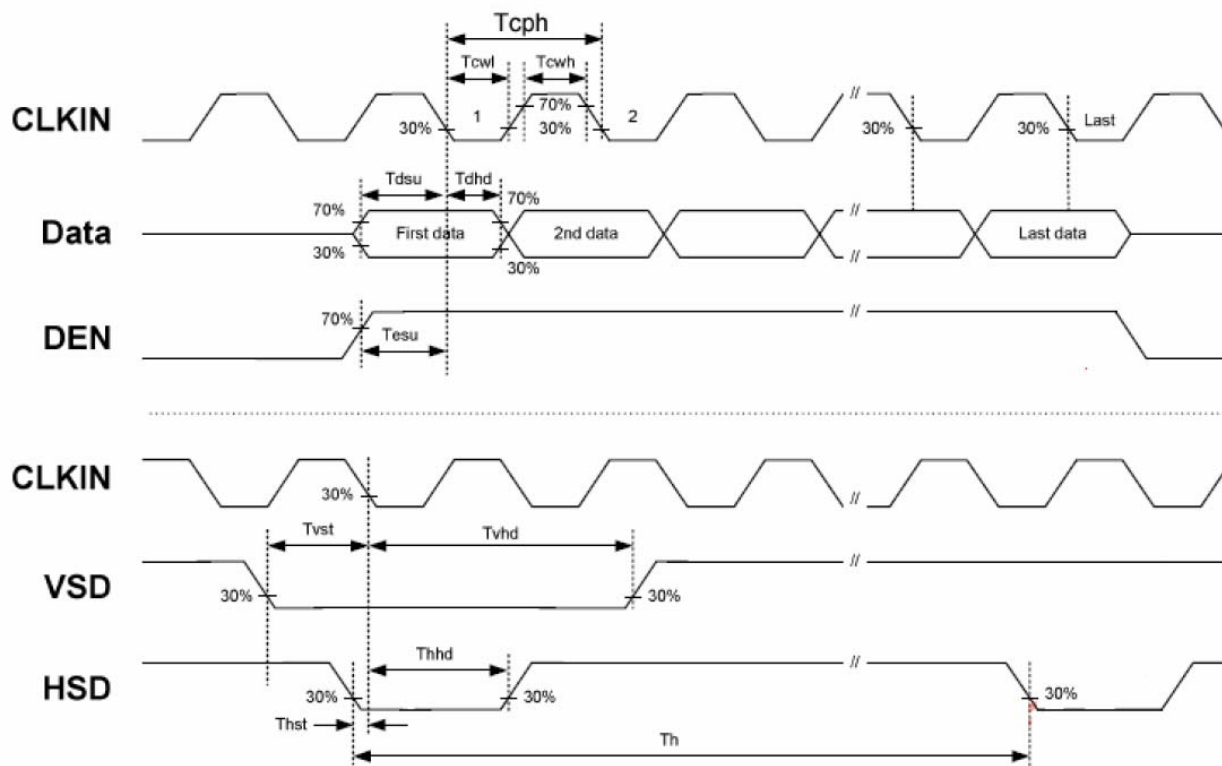 Tcph
Tcwl Tcwh
CLKIN 30% 1 70% 30% 2 // 30% 30% Last
Tdsu Tdhd
70% 70%
Data First data 2nd data // // Last data
30% 30%
DEN 70% Tesu //
CLKIN 30% //
Tvst Tvhd
VSD 30% 30% //
Thhd
HSD 30% 30% // 30%
Thst
Th